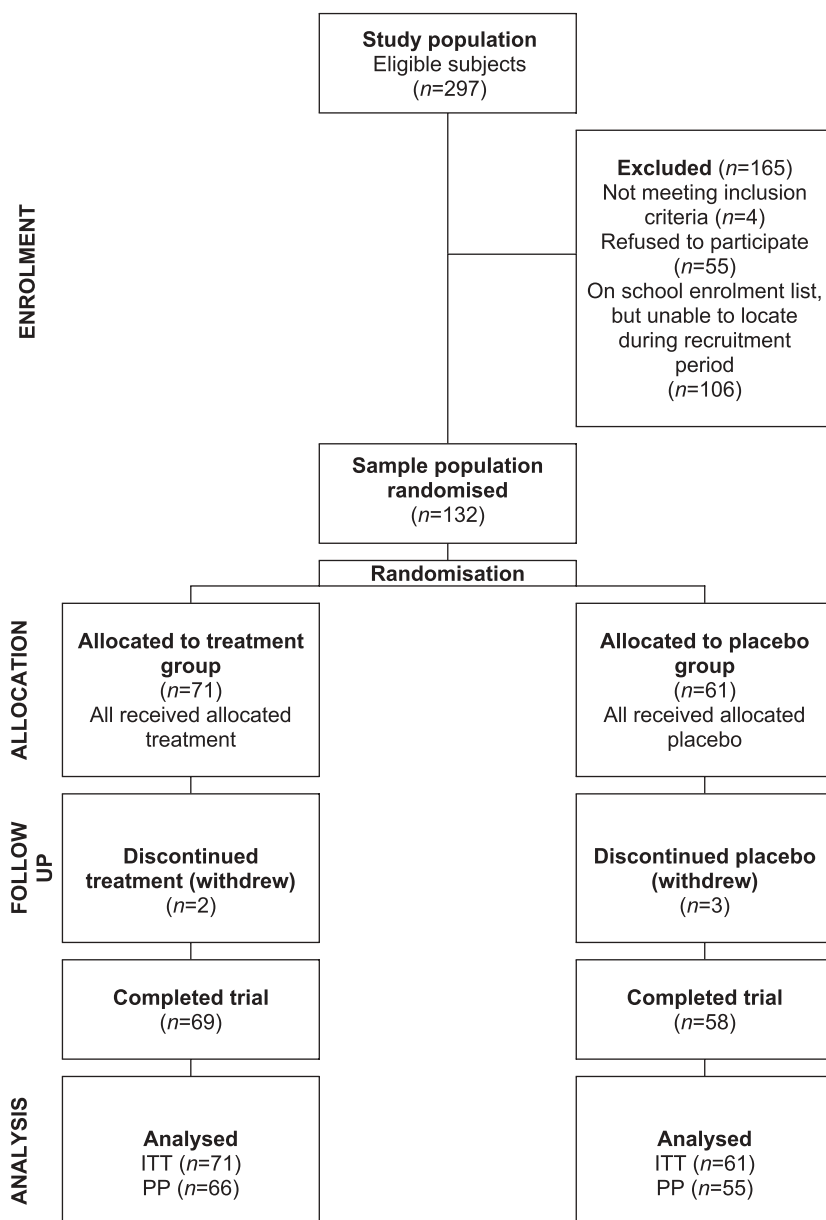 Study population
Eligible subjects
(n=297)
Excluded (n=165)
Not meeting inclusion
criteria (n=4)
Refused to participate
(n=55)
On school enrolment list,
but unable to locate
during recruitment
period
(n=106)
ENROLMENT
Sample population
randomised
(n=132)
Randomisation
ALLOCATION
Allocated to treatment
group
(n=71)
All received allocated
treatment
Allocated to placebo
group
(n=61)
All received allocated
placebo
FOLLOW
UP
Discontinued
treatment (withdrew)
(n=2)
Discontinued placebo
(withdrew)
(n=3)
Completed trial
(n=69)
Completed trial
(n=58)
ANALYSIS
Analysed
ITT (n=71)
PP (n=66)
Analysed
ITT (n=61)
PP (n=55)